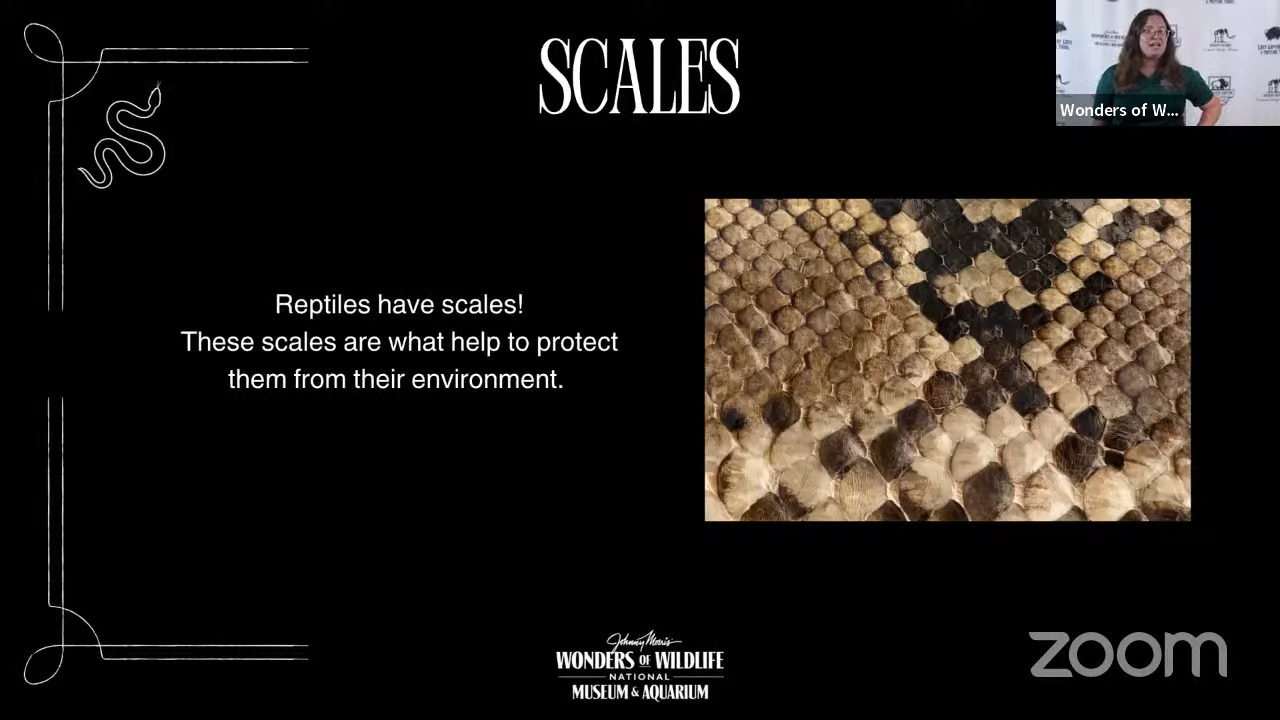 SCALES
Wonders of W...
Reptiles have scales!
These scales are what help to protect
them from their environment.
Johnny Morris
WONDERS OF WILDLIFE
NATIONAL
MUSEUM & AQUARIUM
zoom